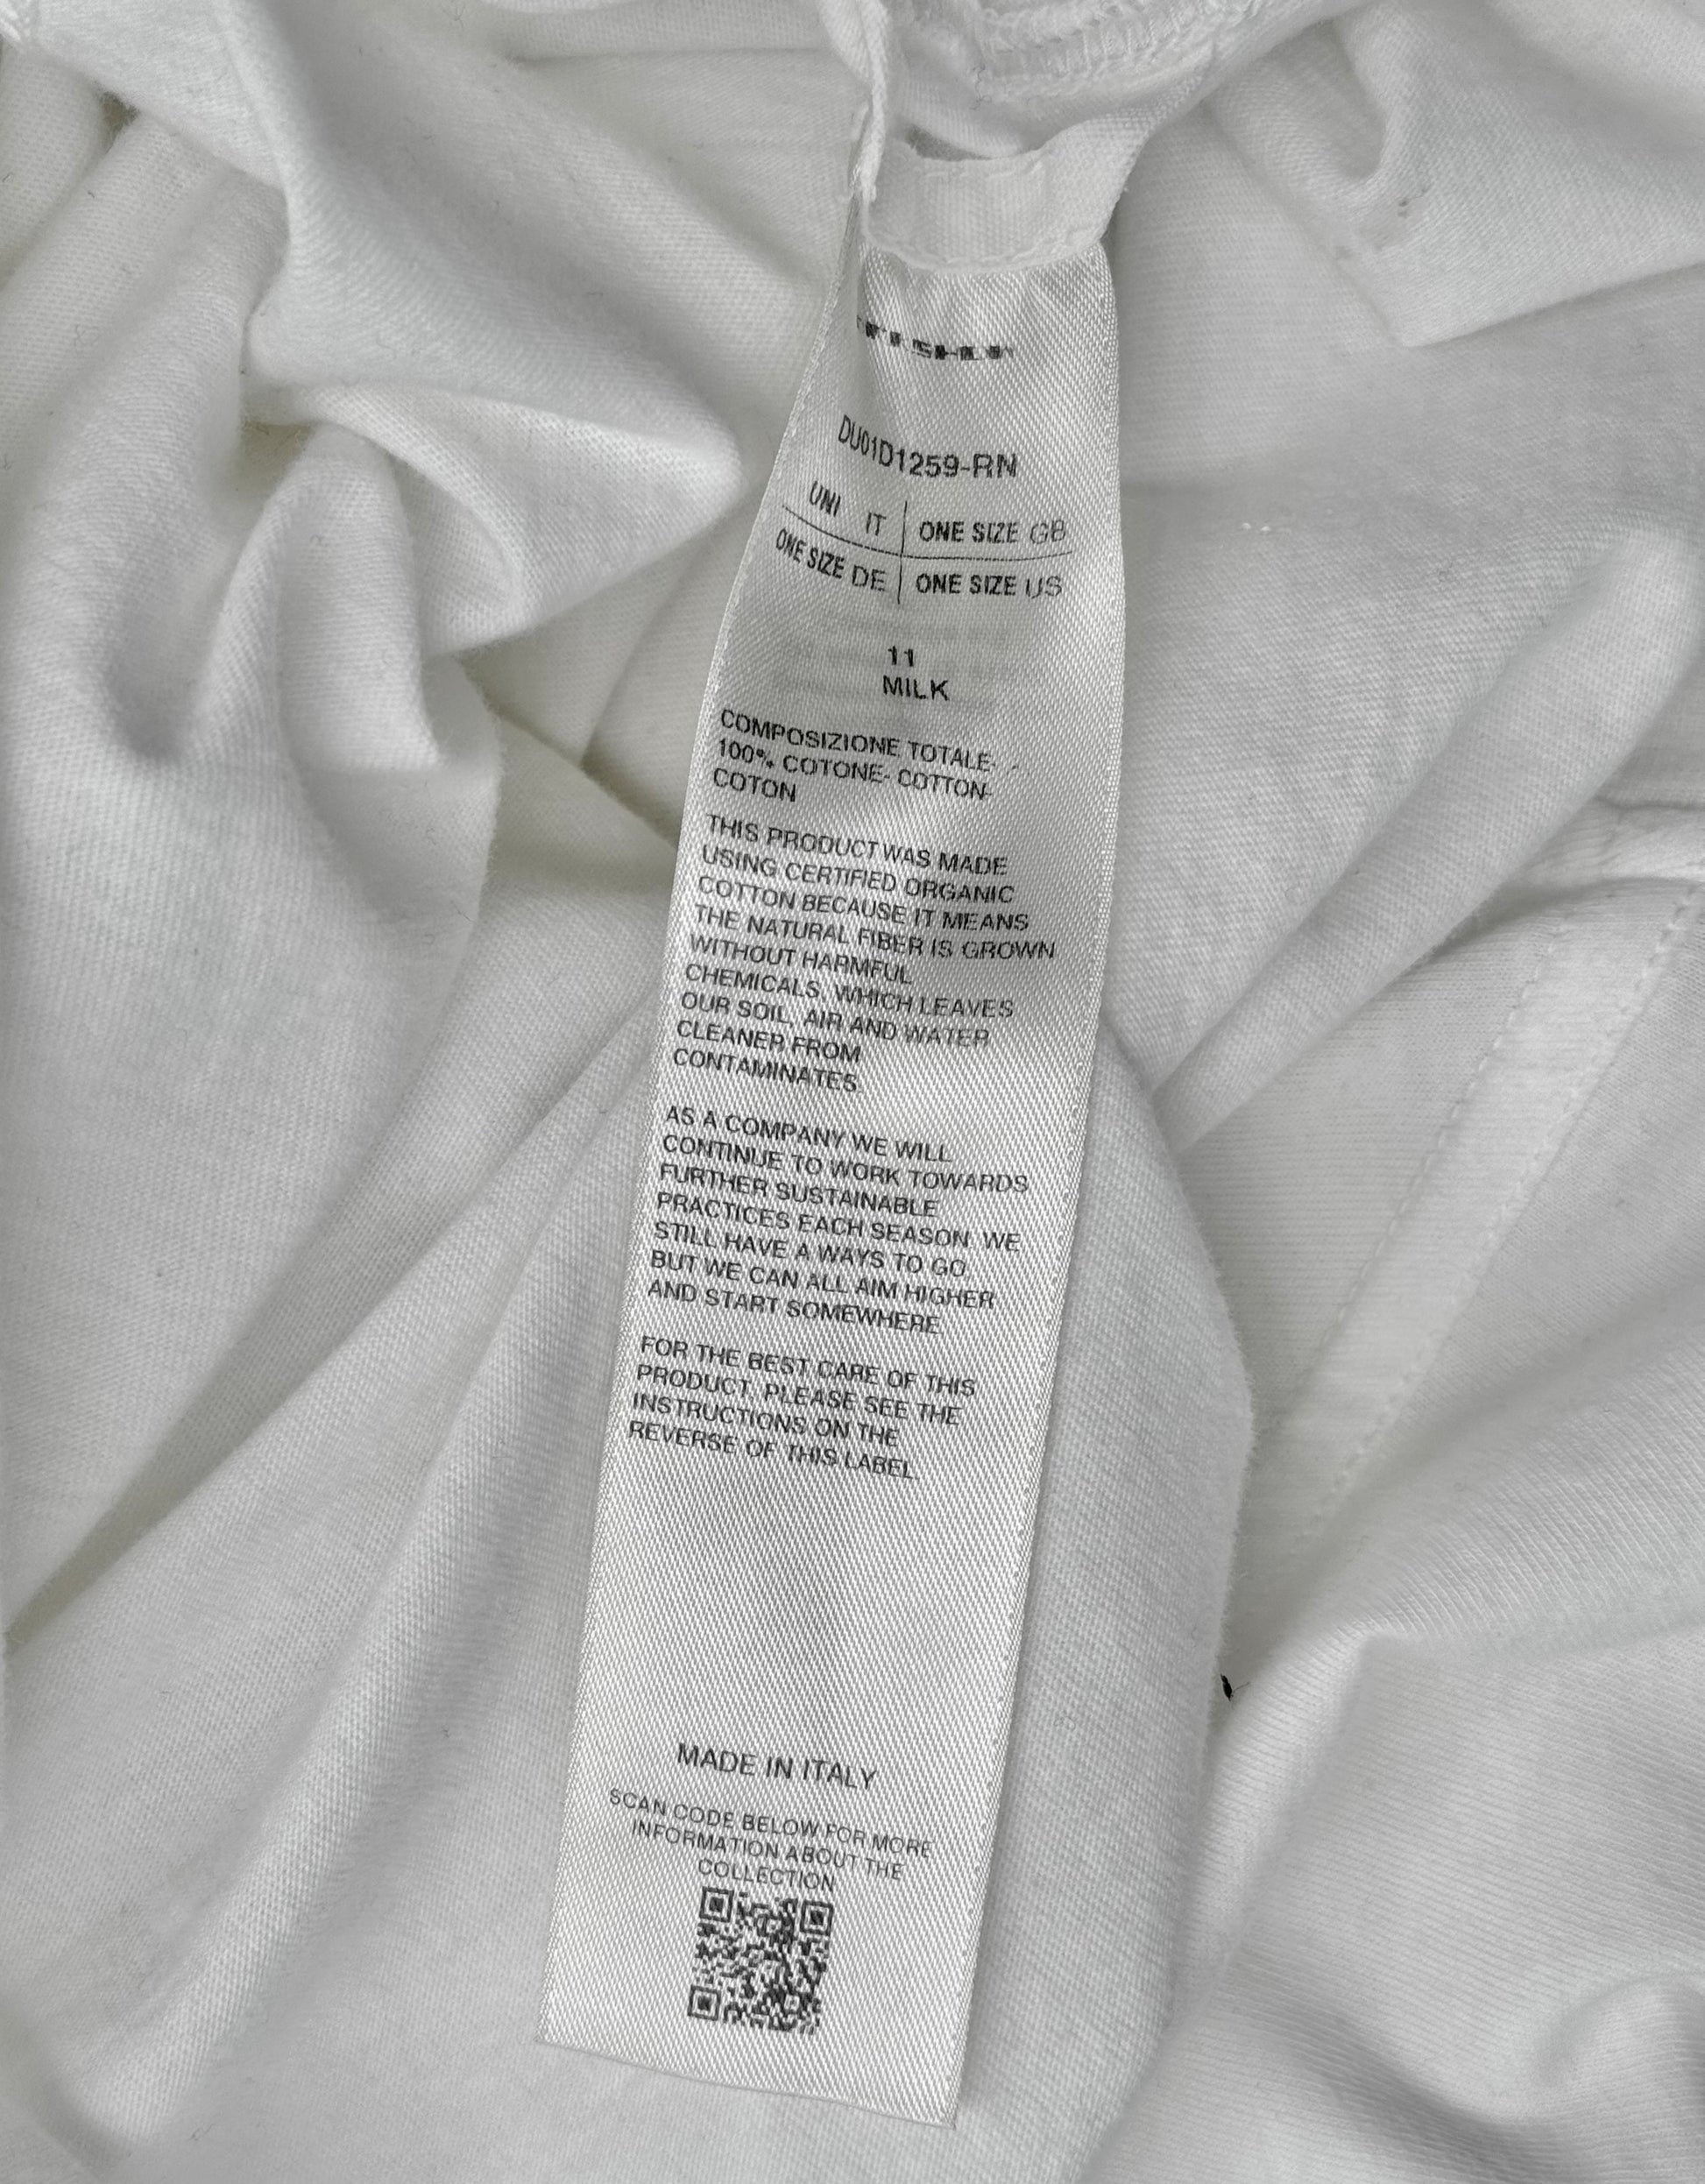 DU01D1259-RN
UNI IT ONE SIZE GB
ONE SIZE DE ONE SIZE US
11
MILK
COMPOSIZIONE TOTALE- -
100% COTONE- COTTON-
COTON
THIS PRODUCT WAS MADE
USING CERTIFIED ORGANIC
COTTON BECAUSE IT MEANS
THE NATURAL FIBER IS GROWN
WITHOUT HARMFUL
CHEMICALS, WHICH LEAVES
OUR SOIL, AIR AND WATER
CLEANER FROM
CONTAMINATES.
AS A COMPANY WE WILL
CONTINUE TO WORK TOWARDS
FURTHER SUSTAINABLE
PRACTICES EACH SEASON. WE
STILL HAVE A WAYS TO GO,
BUT WE CAN ALL AIM HIGHER
AND START SOMEWHERE.
FOR THE BEST CARE OF THIS
PRODUCT, PLEASE SEE THE
INSTRUCTIONS ON THE
REVERSE OF THIS LABEL.
MADE IN ITALY
SCAN CODE BELOW FOR MORE
INFORMATION ABOUT THE
COLLECTION